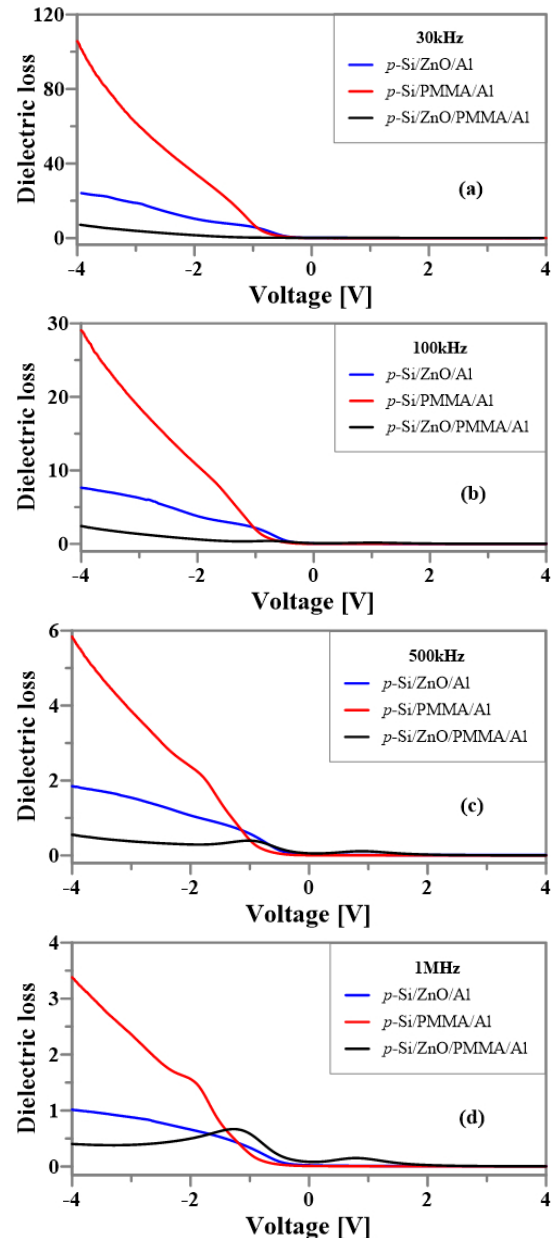 120
30kHz
p-Si/ZnO/Al
p-Si/PMMA/Al
p-Si/ZnO/PMMA/Al
80
40
0
(a)
Dielectric loss
-4
-2
0
2
4
Voltage [V]
30
100kHz
p-Si/ZnO/Al
p-Si/PMMA/Al
p-Si/ZnO/PMMA/Al
20
10
0
(b)
Dielectric loss
-4
-2
0
2
4
Voltage [V]
6
500kHz
p-Si/ZnO/Al
p-Si/PMMA/Al
p-Si/ZnO/PMMA/Al
4
2
0
(c)
Dielectric loss
-4
-2
0
2
4
Voltage [V]
4
1MHz
p-Si/ZnO/Al
p-Si/PMMA/Al
p-Si/ZnO/PMMA/Al
3
2
1
0
(d)
Dielectric loss
-4
-2
0
2
4
Voltage [V]